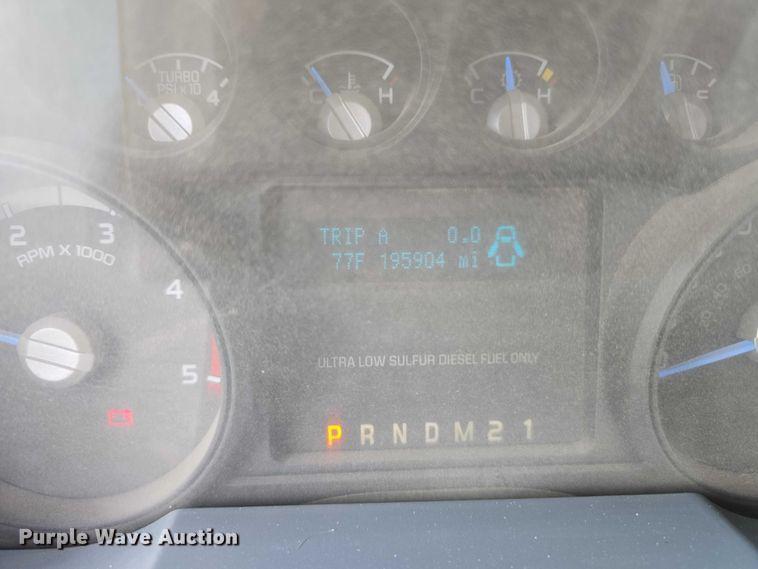 TURBO
PSI x 10
4
C H
C H
2 3
RPM X 1000
4
5
TRIP A 0.0
77F 195904 mi
ULTRA LOW SULFUR DIESEL FUEL ONLY
P R N D M 2 1
Purple Wave Auction